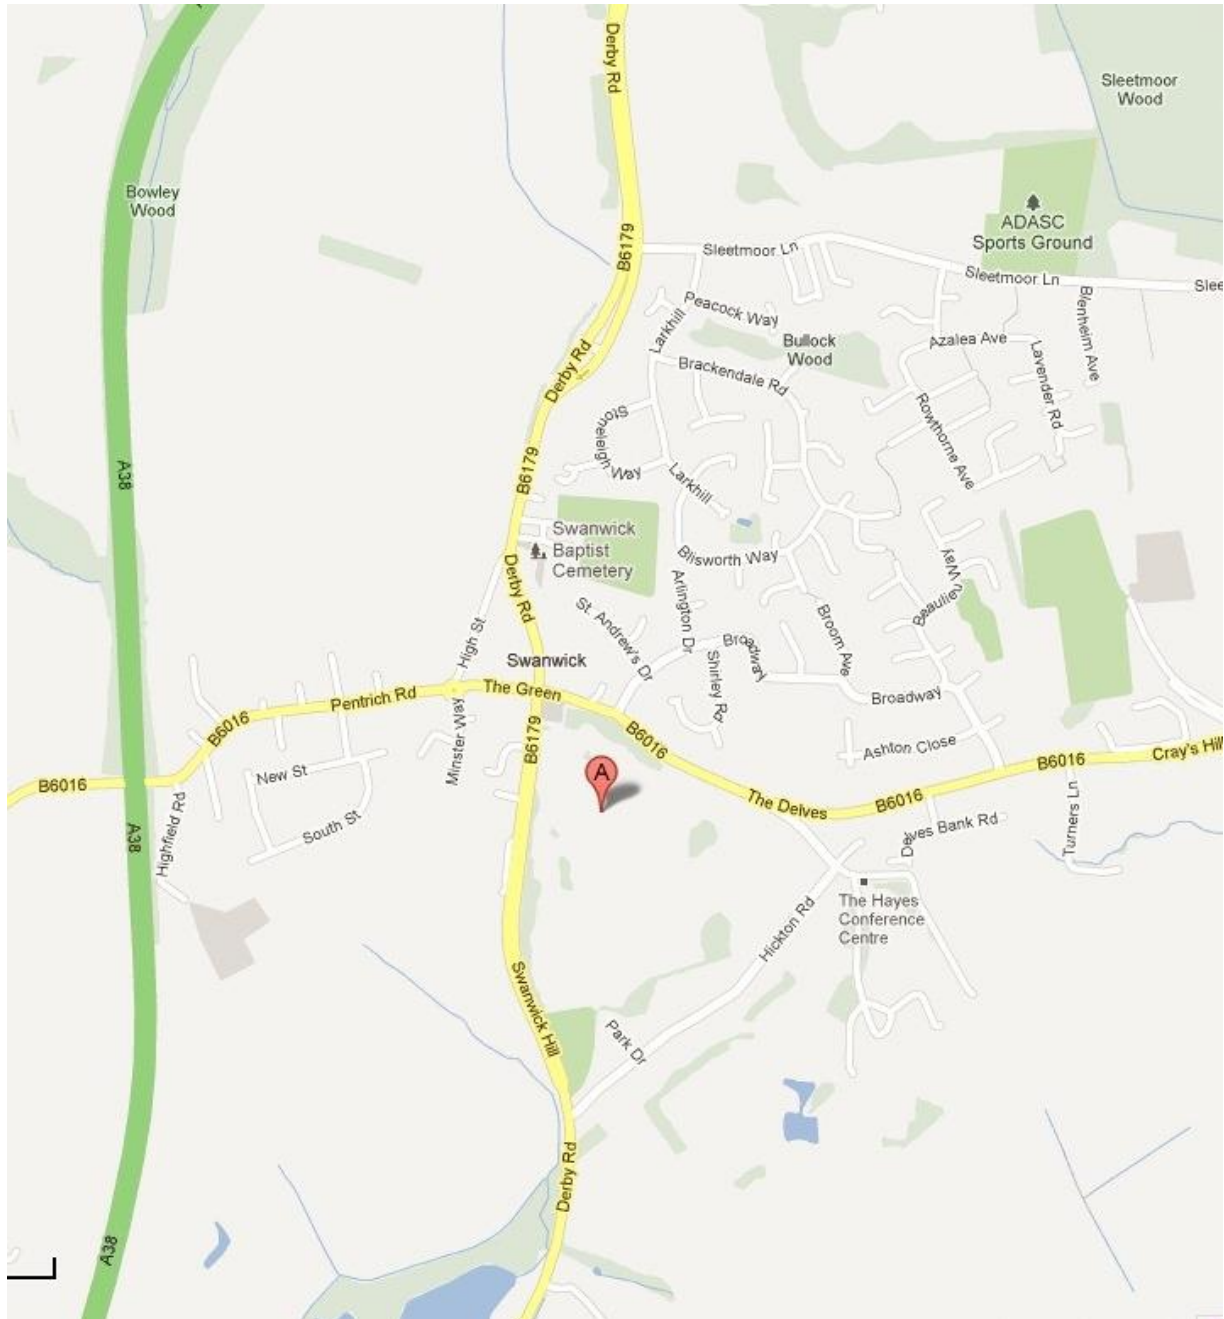 Derby Rd
Sleetmoor
Wood
Bowley
Wood
ADASC
Sports Ground
B6179
Sleetmoor Ln
Sleetmoor Ln
Slee
Peacock Way
Blenheim Ave
Larkhill
Bullock
Wood
Azalea Ave
Lavender Rd
Derby Rd
Brackendale Rd
Rowthorne Ave
Stoneleigh Way
A38
B6179
Larkhill
Swanwick
Baptist
Cemetery
Blisworth Way
Derby Rd
Arlington Dr
Beaulieu Way
St. Andrew's Dr
High St
Broadway
Broom Ave
Swanwick
Shirley Rd
The Green
Pentrich Rd
Broadway
B6016
Minster Way
B6179
B6016
Ashton Close
Cray's Hill
B6016
New St
A
B6016
The Delves
B6016
Turners Ln
Highfield Rd
A38
South St
Delves Bank Rd
The Hayes
Conference
Centre
Hickton Rd
Swanwick Hill
Park Dr
Derby Rd
A38